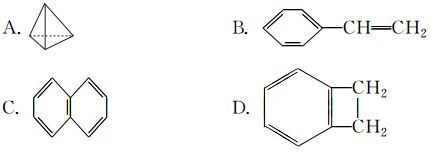 A.
B. CH=CH₂
C.
D. CH₂
CH₂